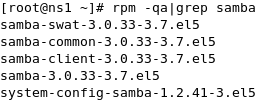 [root@ns1 ~]# rpm -qa|grep samba
samba-swat-3.0.33-3.7.el5
samba-common-3.0.33-3.7.el5
samba-client-3.0.33-3.7.el5
samba-3.0.33-3.7.el5
system-config-samba-1.2.41-3.el5